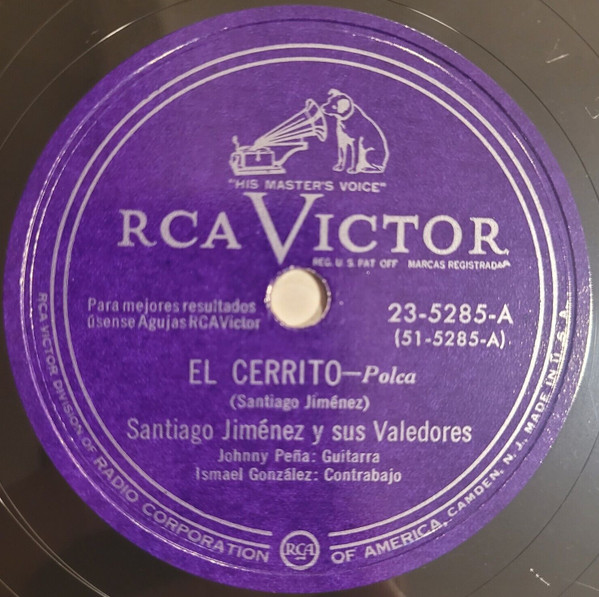 "HIS MASTER'S VOICE"
RCA VICTOR
REG. U. S. PAT. OFF. MARCAS REGISTRADAS
Para mejores resultados
úsense Agujas RCA Victor
23-5285-A
(51-5285-A)
EL CERRITO—Polca
(Santiago Jiménez)
Santiago Jiménez y sus Valedores
Johnny Peña: Guitarra
Ismael González: Contrabajo
RCA VICTOR DIVISION OF RADIO CORPORATION OF AMERICA, CAMDEN, N. J., MADE IN U.S.A.
RCA